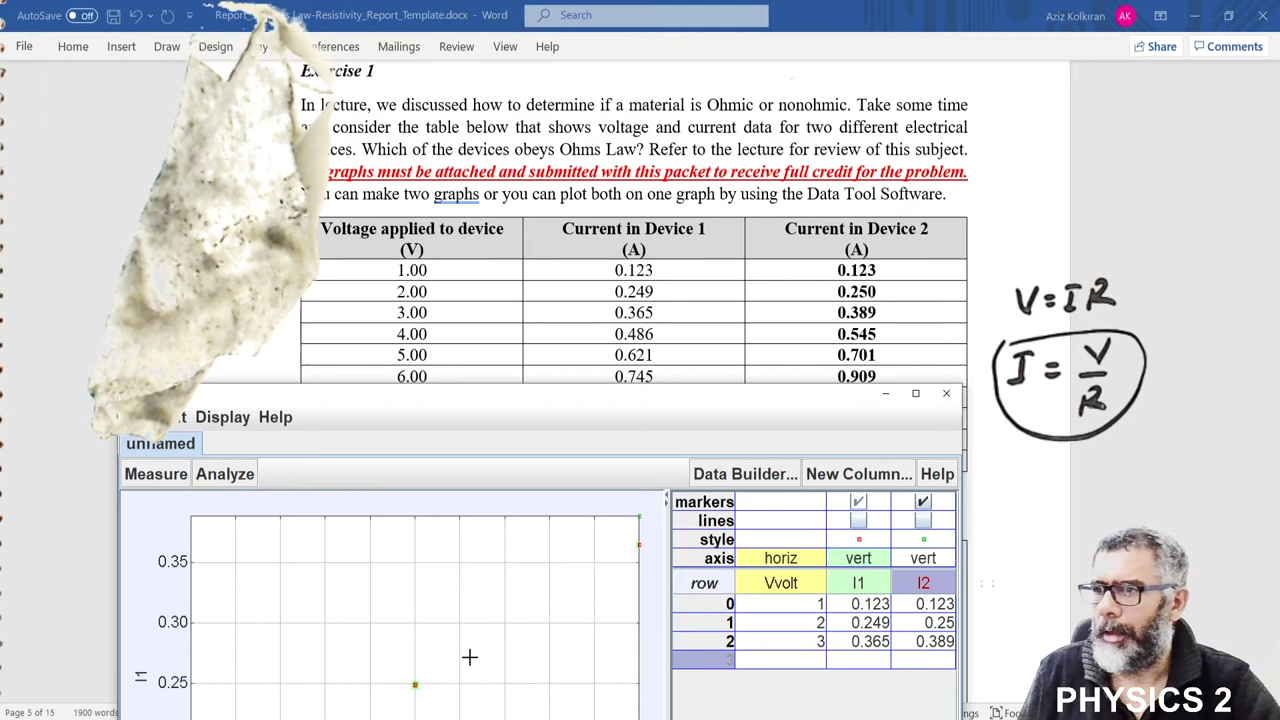 AutoSave Off Law-Resistivity_Report_Template.docx - Word Search Aziz Kolkıran AK
File Home Insert Draw Design Mailings Review View Help Share Comments
In lecture, we discussed how to determine if a material is Ohmic or nonohmic. Take some time
consider the table below that shows voltage and current data for two different electrical
Which of the devices obeys Ohms Law? Refer to the lecture for review of this subject.
graphs must be attached and submitted with this packet to receive full credit for the problem.
can make two graphs or you can plot both on one graph by using the Data Tool Software.
Voltage applied to device (V) Current in Device 1 (A) Current in Device 2 (A)
1.00 0.123 0.123
2.00 0.249 0.250
3.00 0.365 0.389
4.00 0.486 0.545
5.00 0.621 0.701
6.00 0.745 0.909
V = I R
I = V/R
Display Help
unnamed
Measure Analyze Data Builder... New Column... Help
markers
lines
style
axis horiz vert vert
row Vvolt I1 I2
0 1 0.123 0.123
1 2 0.249 0.25
2 3 0.365 0.389
3
0.35
0.30
0.25
I1
PHYSICS 2
Page 5 of 15 1900 words